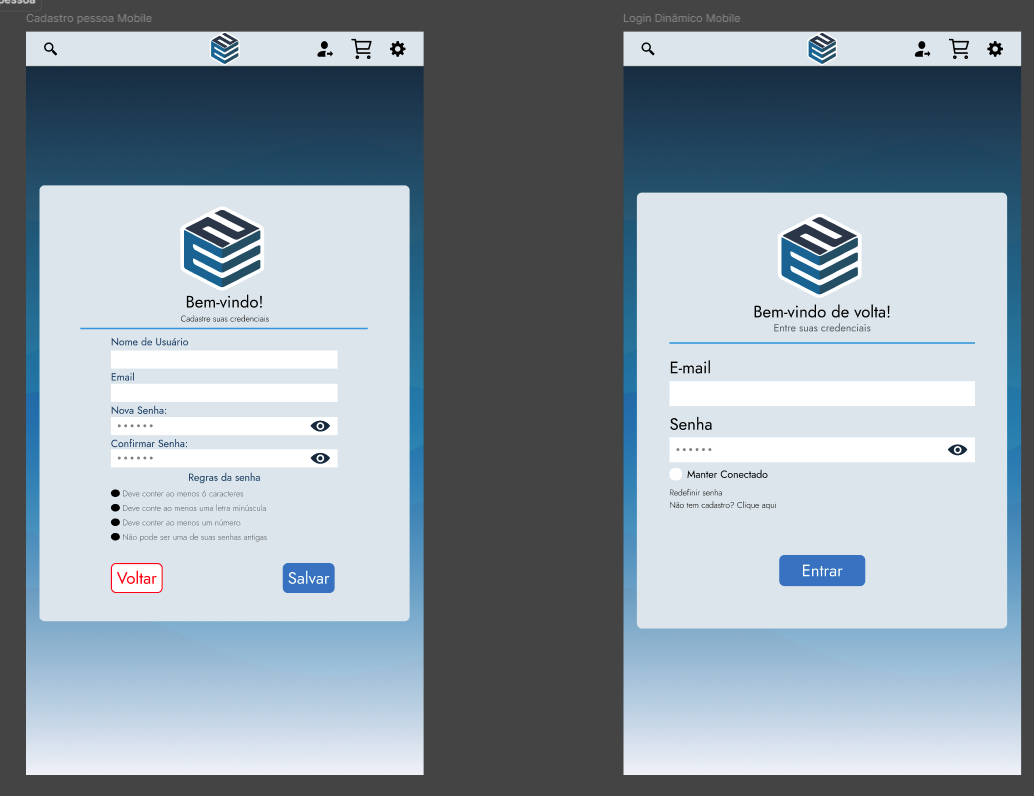 pessoa
Cadastro pessoa Mobile
Bem-vindo!
Cadastre suas credenciais
Nome de Usuário
Email
Nova Senha:
Confirmar Senha:
Regras da senha
Deve conter ao menos 6 caracteres
Deve conte ao menos uma letra minúscula
Deve conter ao menos um número
Não pode ser uma de suas senhas antigas
Voltar
Salvar
Login Dinâmico Mobile
Bem-vindo de volta!
Entre suas credenciais
E-mail
Senha
Manter Conectado
Redefinir senha
Não tem cadastro? Clique aqui
Entrar